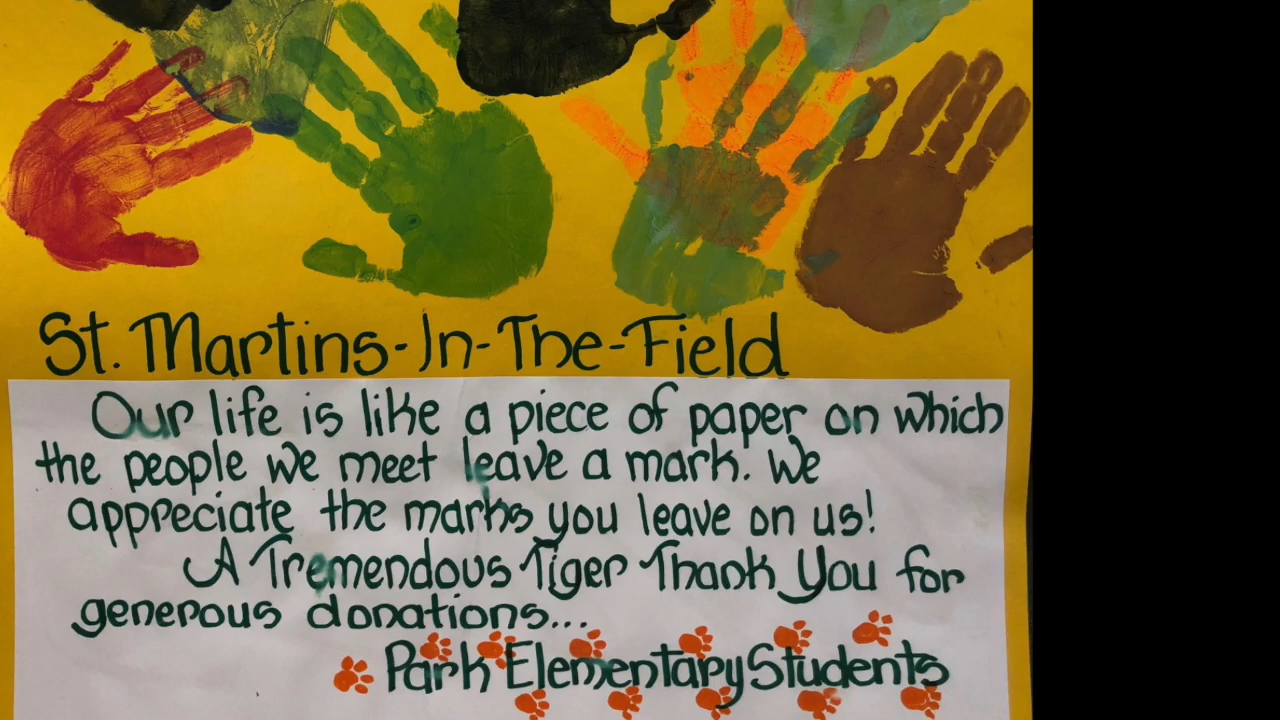 St. Martins-In-The-Field
Our life is like a piece of paper on which
the people we meet leave a mark. We
appreciate the marks you leave on us!
A Tremendous Tiger Thank You for
generous donations...
Park Elementary Students